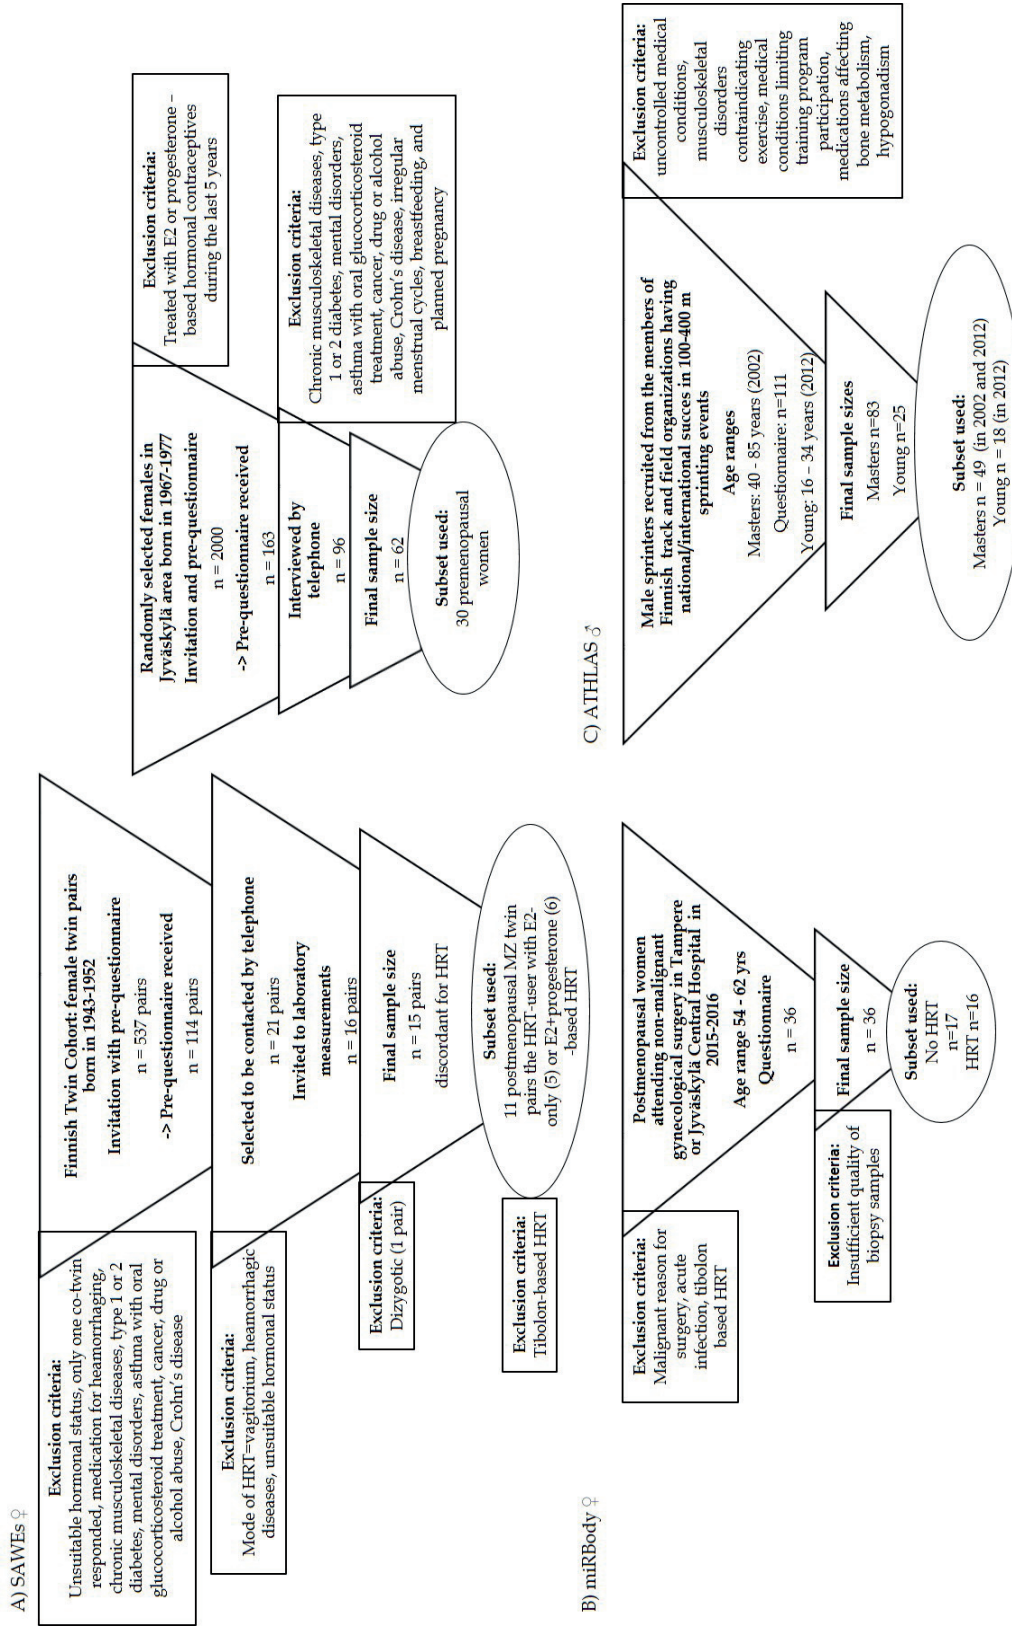 A) SAWEs ♀
Exclusion criteria:
Unsuitable hormonal status, only one co-twin
responded, medication for heamorrhaging,
chronic musculoskeletal diseases, type 1 or 2
diabetes, mental disorders, asthma with oral
glucocorticosteroid treatment, cancer, drug or
alcohol abuse, Crohn's disease
Finnish Twin Cohort: female twin pairs
born in 1943-1952
Invitation with pre-questionnaire
n = 537 pairs
-> Pre-questionnaire received
n = 114 pairs
Exclusion criteria:
Mode of HRT=vagitorium, heamorrhagic
diseases, unsuitable hormonal status
Selected to be contacted by telephone
n = 21 pairs
Invited to laboratory
measurements
n = 16 pairs
Exclusion criteria:
Dizygotic (1 pair)
Final sample size
n = 15 pairs
discordant for HRT
Exclusion criteria:
Tibolon-based HRT
Subset used:
11 postmenopausal MZ twin
pairs the HRT-user with E2-
only (5) or E2+progesterone (6)
-based HRT
Randomly selected females in
Jyväskylä area born in 1967-1977
Invitation and pre-questionnaire
n = 2000
-> Pre-questionnaire received
n = 163
Exclusion criteria:
Treated with E2 or progesterone –
based hormonal contraceptives
during the last 5 years
Interviewed by
telephone
n = 96
Exclusion criteria:
Chronic musculoskeletal diseases, type
1 or 2 diabetes, mental disorders,
asthma with oral glucocorticosteroid
treatment, cancer, drug or alcohol
abuse, Crohn's disease, irregular
menstrual cycles, breastfeeding, and
planned pregnancy
Final sample size
n = 62
Subset used:
30 premenopausal
women
B) miRBody ♀
Exclusion criteria:
Malignant reason for
surgery, acute
infection, tibolon
based HRT
Postmenopausal women
attending non-malignant
gynecological surgery in Tampere
or Jyväskylä Central Hospital in
2015-2016
Age range 54 - 62 yrs
Questionnaire
n = 36
Exclusion criteria:
Insufficient quality of
biopsy samples
Final sample size
n = 36
Subset used:
No HRT
n=17
HRT n=16
C) ATHLAS ♂
Male sprinters recruited from the members of
Finnish track and field organizations having
national/international succes in 100-400 m
sprinting events
Age ranges
Masters: 40 - 85 years (2002)
Questionnaire: n=111
Young: 16 – 34 years (2012)
Exclusion criteria:
uncontrolled medical
conditions,
musculoskeletal
disorders
contraindicating
exercise, medical
conditions limiting
training program
participation,
medications affecting
bone metabolism,
hypogonadism
Final sample sizes
Masters n=83
Young n=25
Subset used:
Masters n = 49 (in 2002 and 2012)
Young n = 18 (in 2012)